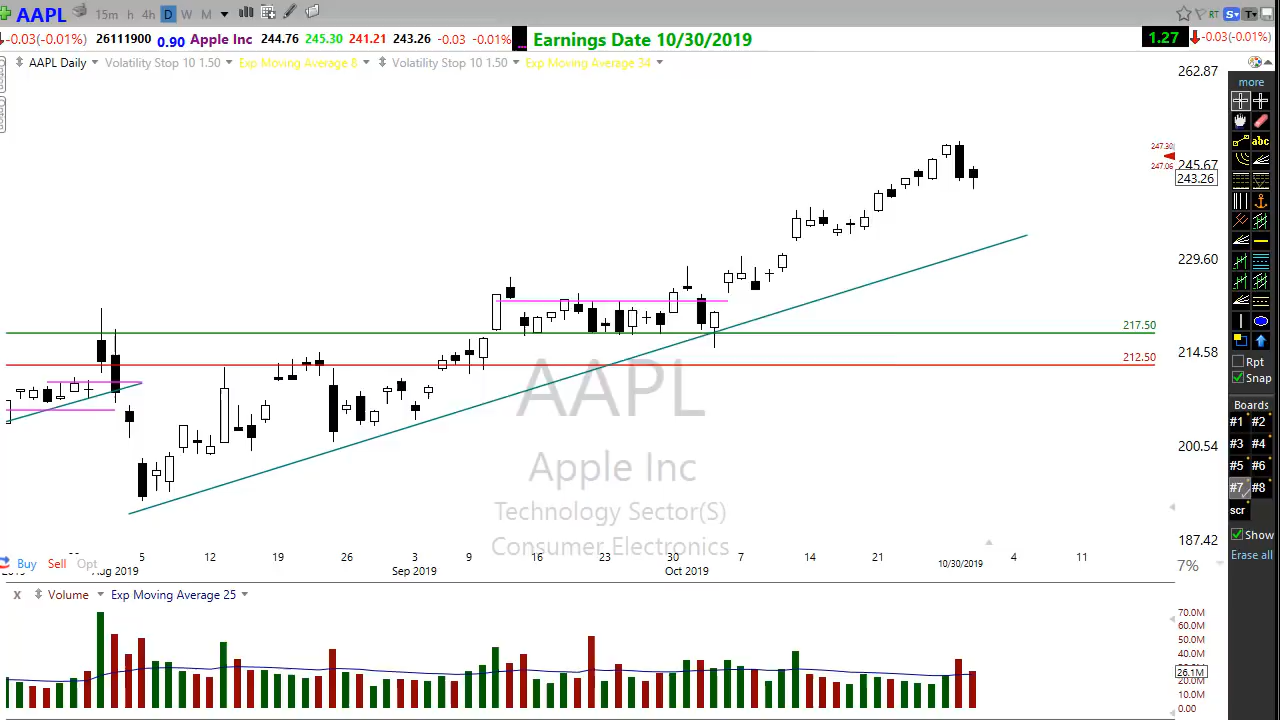 AAPL 15m h 4h D W M RT S T
-0.03(-0.01%) 26111900 0.90 Apple Inc 244.76 245.30 241.21 243.26 -0.03 -0.01% Earnings Date 10/30/2019 1.27 -0.03(-0.01%)
AAPL Daily Volatility Stop 10 1.50 Exp Moving Average 8 Volatility Stop 10 1.50 Exp Moving Average 34
262.87
247.30
247.06
245.67
243.26
229.60
217.50
214.58
212.50
200.54
187.42
7%
AAPL
Apple Inc
Technology Sector(S)
Consumer Electronics
5 12 19 26 3 9 16 23 30 7 14 21 10/30/2019 4 11
Aug 2019 Sep 2019 Oct 2019
Buy Sell Opt
X Volume Exp Moving Average 25
70.0M
60.0M
50.0M
40.0M
26.1M
20.0M
10.0M
0.00
more
abc
Rpt
Snap
Boards
#1 #2
#3 #4
#5 #6
#7 #8
scr
Show
Erase all